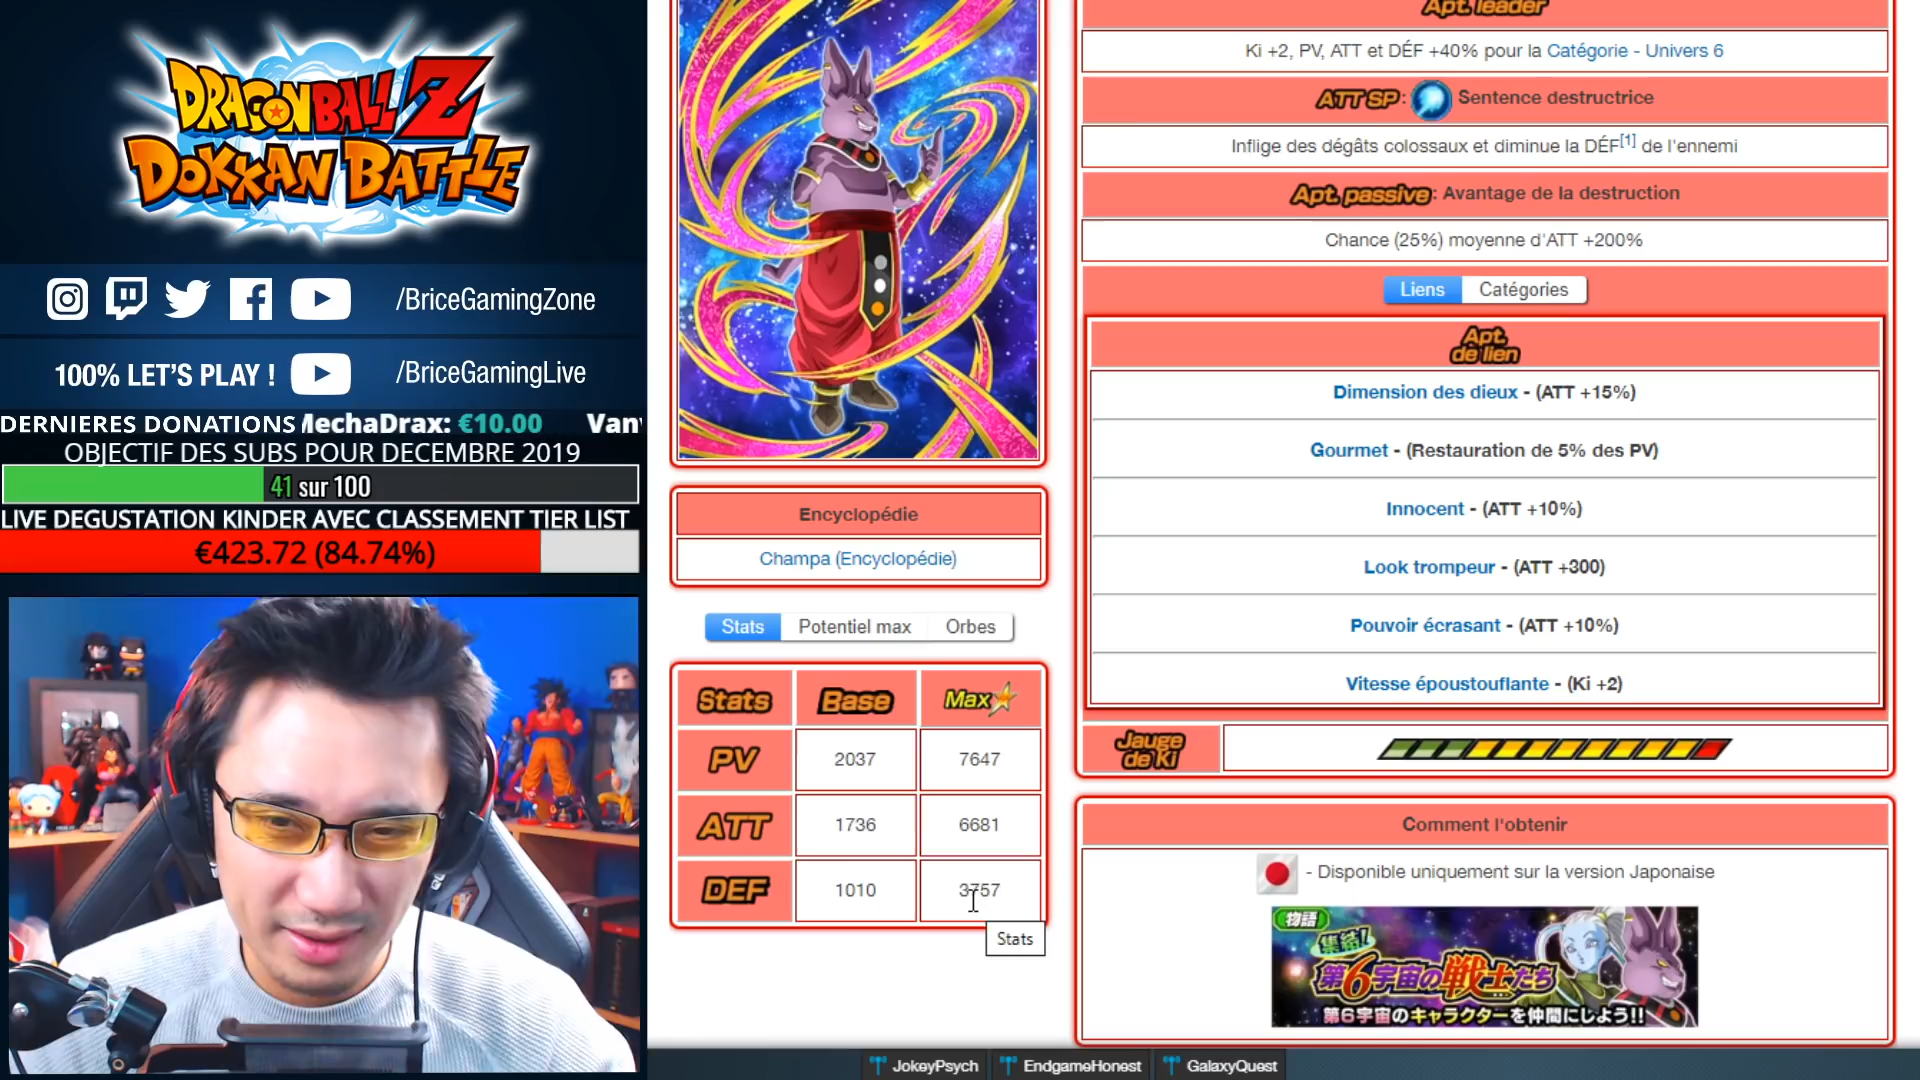 DRAGONBALL Z
DOKKAN BATTLE
/BriceGamingZone
100% LET'S PLAY !
/BriceGamingLive
DERNIERES DONATIONS MechaDrax: €10.00
OBJECTIF DES SUBS POUR DECEMBRE 2019
41 sur 100
LIVE DEGUSTATION KINDER AVEC CLASSEMENT TIER LIST
€423.72 (84.74%)
Encyclopédie
Champa (Encyclopédie)
Stats Potentiel max Orbes
Stats Base Max
PV 2037 7647
ATT 1736 6681
DEF 1010 3757
Stats
Apt. leader
Ki +2, PV, ATT et DÉF +40% pour la Catégorie - Univers 6
ATT SP: Sentence destructrice
Inflige des dégâts colossaux et diminue la DÉF[1] de l'ennemi
Apt. passive: Avantage de la destruction
Chance (25%) moyenne d'ATT +200%
Liens Catégories
Apt.
de lien
Dimension des dieux - (ATT +15%)
Gourmet - (Restauration de 5% des PV)
Innocent - (ATT +10%)
Look trompeur - (ATT +300)
Pouvoir écrasant - (ATT +10%)
Vitesse époustouflante - (Ki +2)
Jauge
de Ki
Comment l'obtenir
- Disponible uniquement sur la version Japonaise
物語
集結!
第6宇宙の戦士たち
第6宇宙のキャラクターを仲間にしよう!!
JokeyPsych EndgameHonest GalaxyQuest